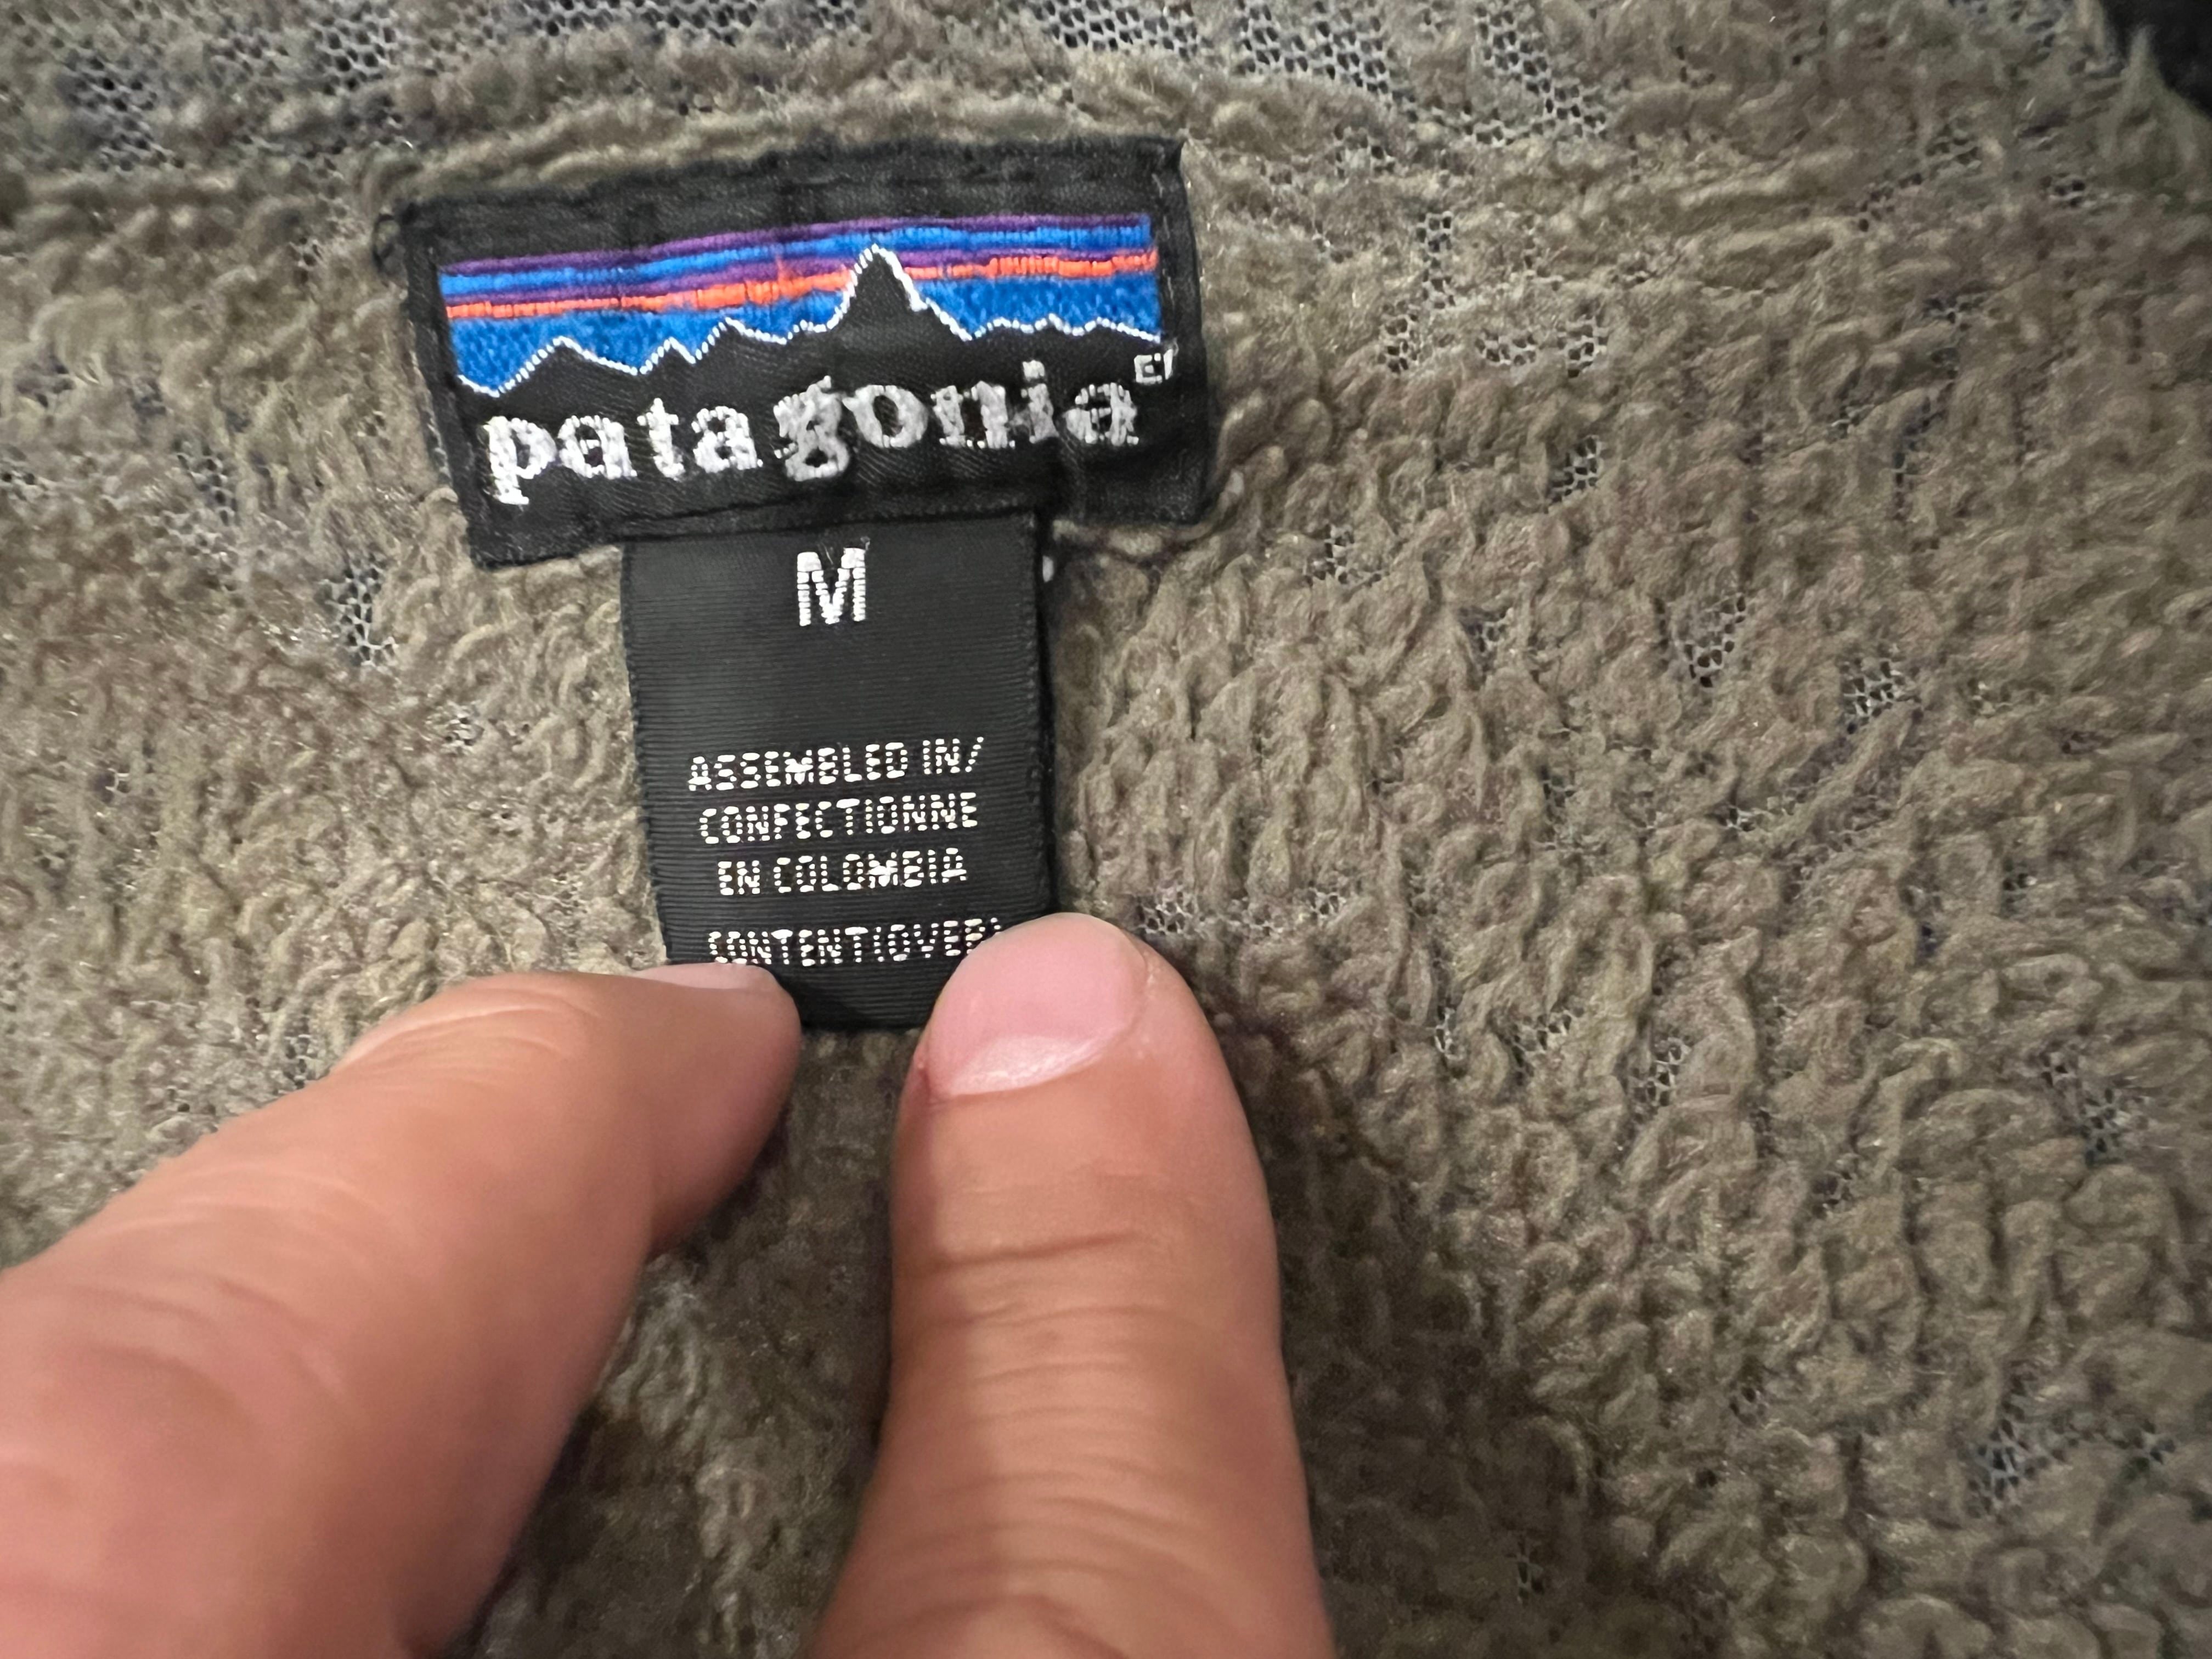 patagonia®
M
ASSEMBLED IN/
CONFECTIONNE
EN COLOMBIA
CONTENT(OVER)